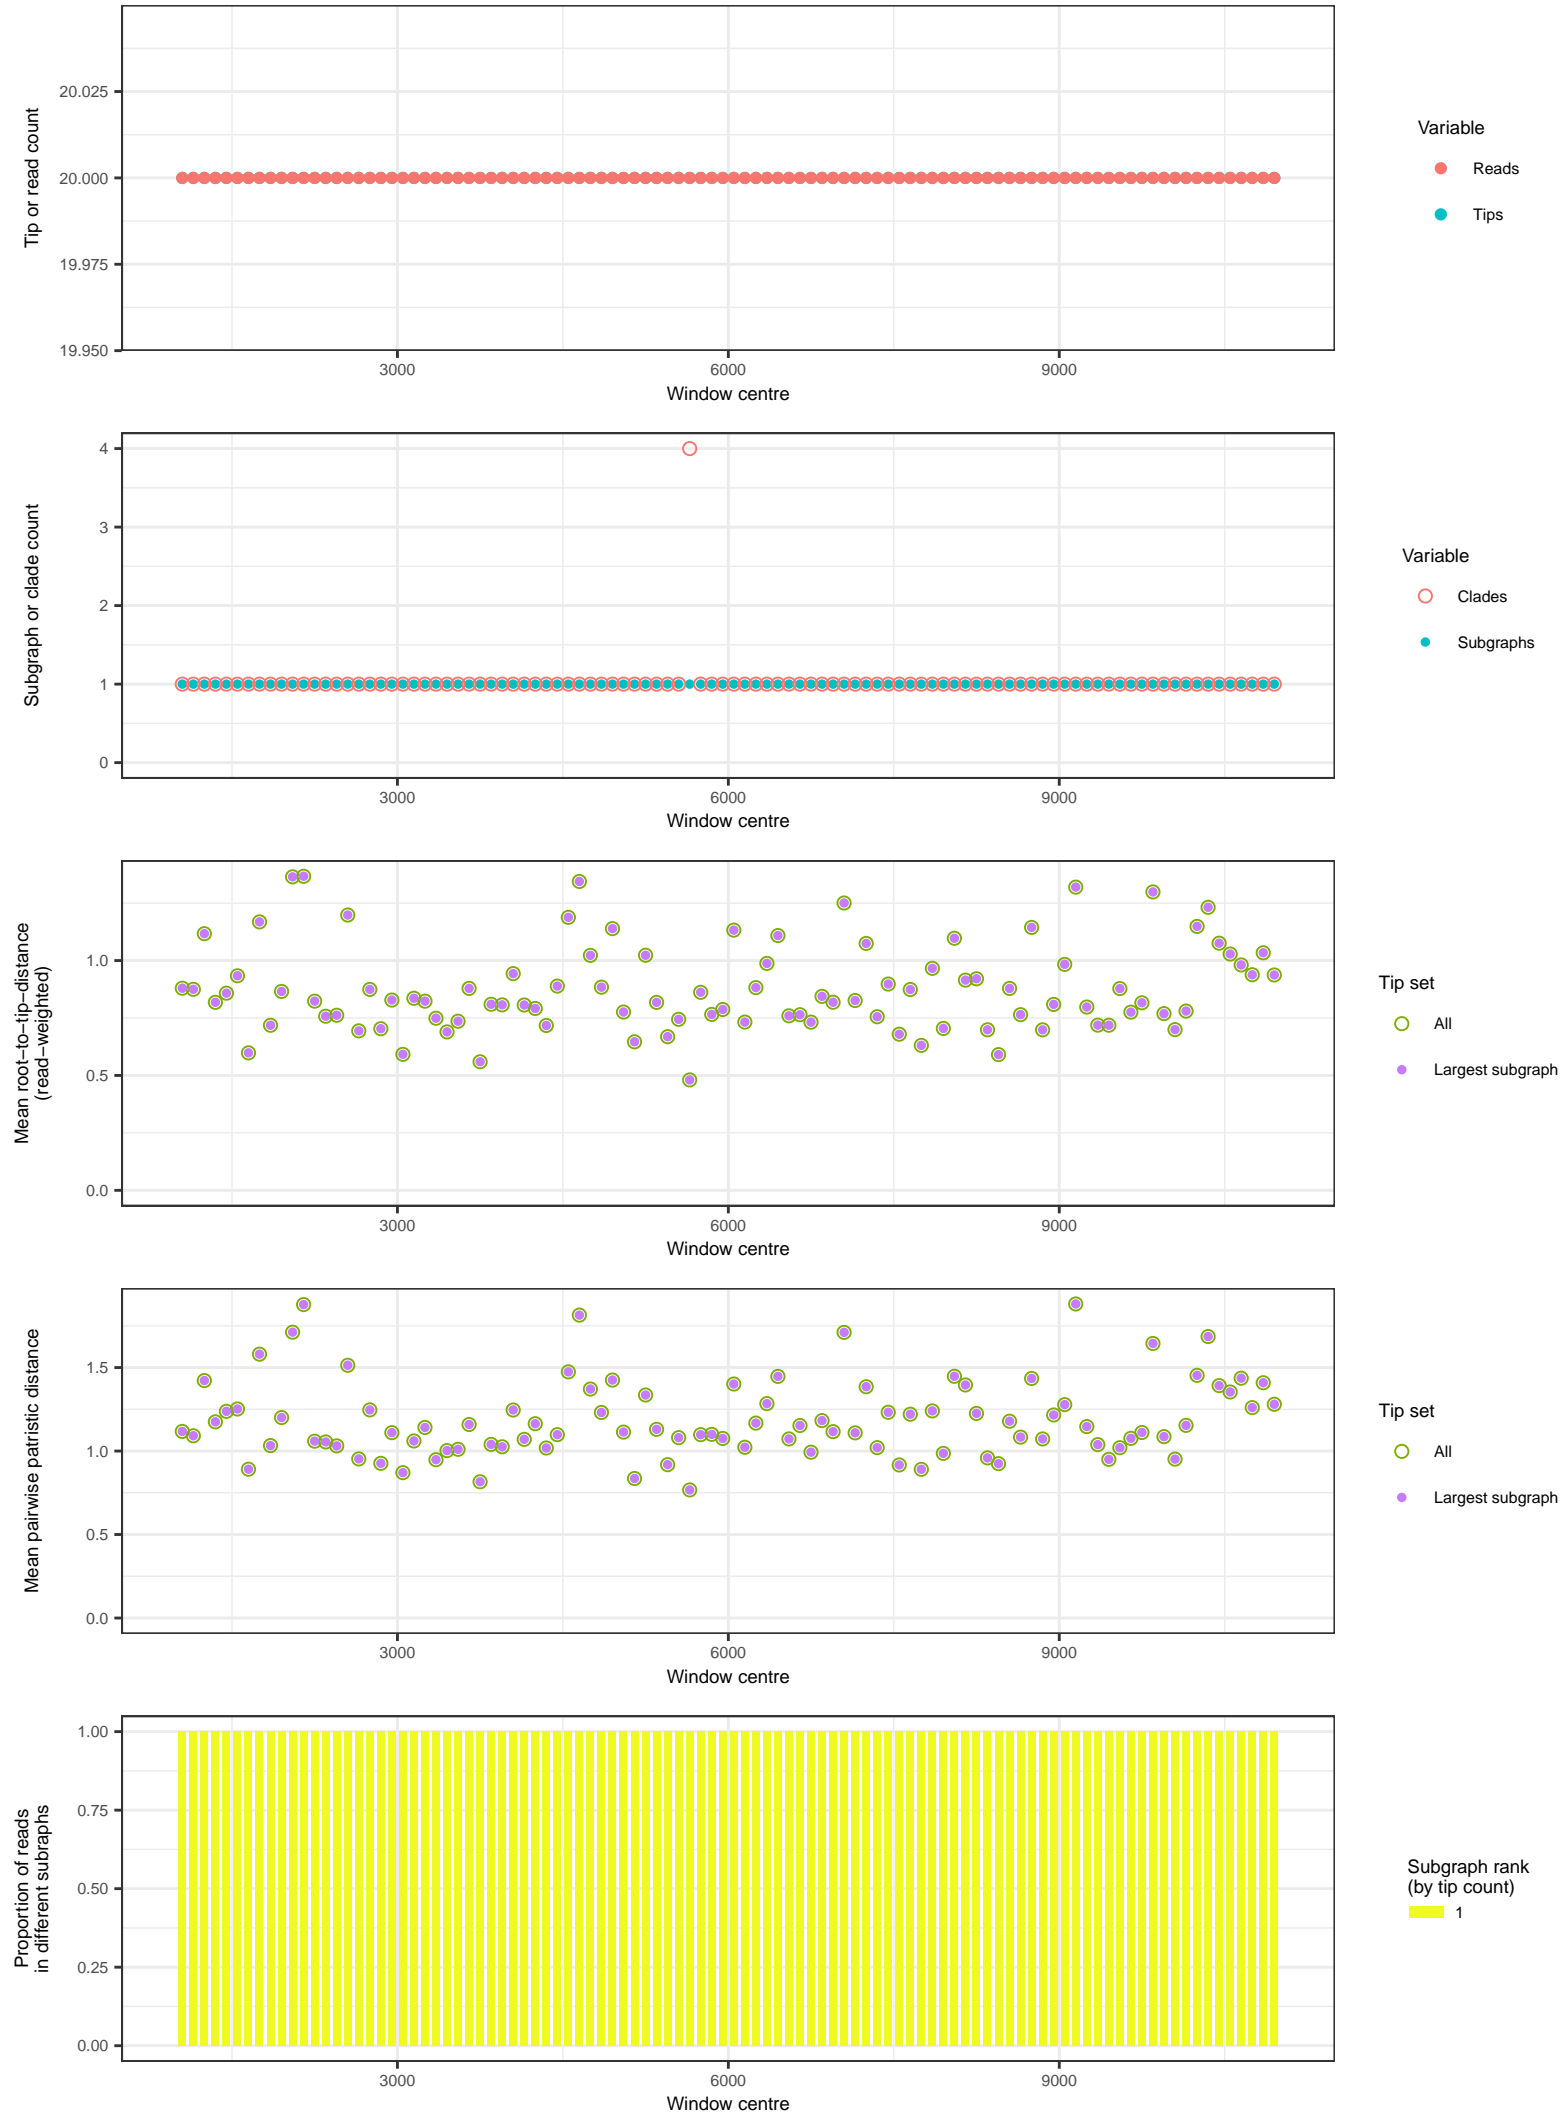 20.025
20.000
19.975
19.950
Tip or read count
3000 6000 9000
Window centre
Variable
Reads
Tips
4
3
2
1
0
Subgraph or clade count
3000 6000 9000
Window centre
Variable
Clades
Subgraphs
1.0
0.5
0.0
Mean root−to−tip−distance
(read−weighted)
3000 6000 9000
Window centre
Tip set
All
Largest subgraph
1.5
1.0
0.5
0.0
Mean pairwise patristic distance
3000 6000 9000
Window centre
Tip set
All
Largest subgraph
1.00
0.75
0.50
0.25
0.00
Proportion of reads
in different subraphs
3000 6000 9000
Window centre
Subgraph rank
(by tip count)
1